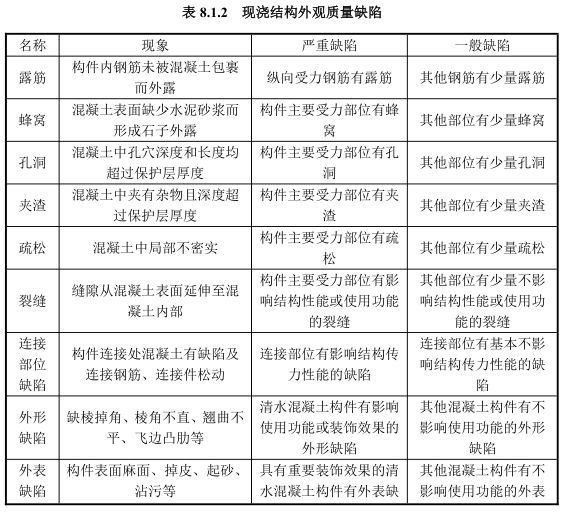 表 8.1.2 现浇结构外观质量缺陷
名称 现象 严重缺陷 一般缺陷
露筋 构件内钢筋未被混凝土包裹而外露 纵向受力钢筋有露筋 其他钢筋有少量露筋
蜂窝 混凝土表面缺少水泥砂浆而形成石子外露 构件主要受力部位有蜂窝 其他部位有少量蜂窝
孔洞 混凝土中孔穴深度和长度均超过保护层厚度 构件主要受力部位有孔洞 其他部位有少量孔洞
夹渣 混凝土中夹有杂物且深度超过保护层厚度 构件主要受力部位有夹渣 其他部位有少量夹渣
疏松 混凝土中局部不密实 构件主要受力部位有疏松 其他部位有少量疏松
裂缝 缝隙从混凝土表面延伸至混凝土内部 构件主要受力部位有影响结构性能或使用功能的裂缝 其他部位有少量不影响结构性能或使用功能的裂缝
连接部位缺陷 构件连接处混凝土有缺陷及连接钢筋、连接件松动 连接部位有影响结构传力性能的缺陷 连接部位有基本不影响结构传力性能的缺陷
外形缺陷 缺棱掉角、棱角不直、翘曲不平、飞边凸肋等 清水混凝土构件有影响使用功能或装饰效果的外形缺陷 其他混凝土构件有不影响使用功能的外形缺陷
外表缺陷 构件表面麻面、掉皮、起砂、沾污等 具有重要装饰效果的清水混凝土构件有外表缺 其他混凝土构件有不影响使用功能的外表